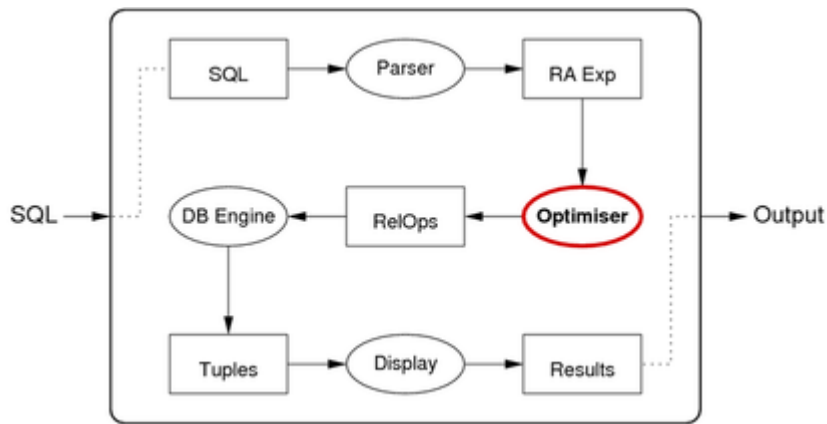 SQL
Parser
RA Exp
SQL
DB Engine
RelOps
Optimiser
Output
Tuples
Display
Results